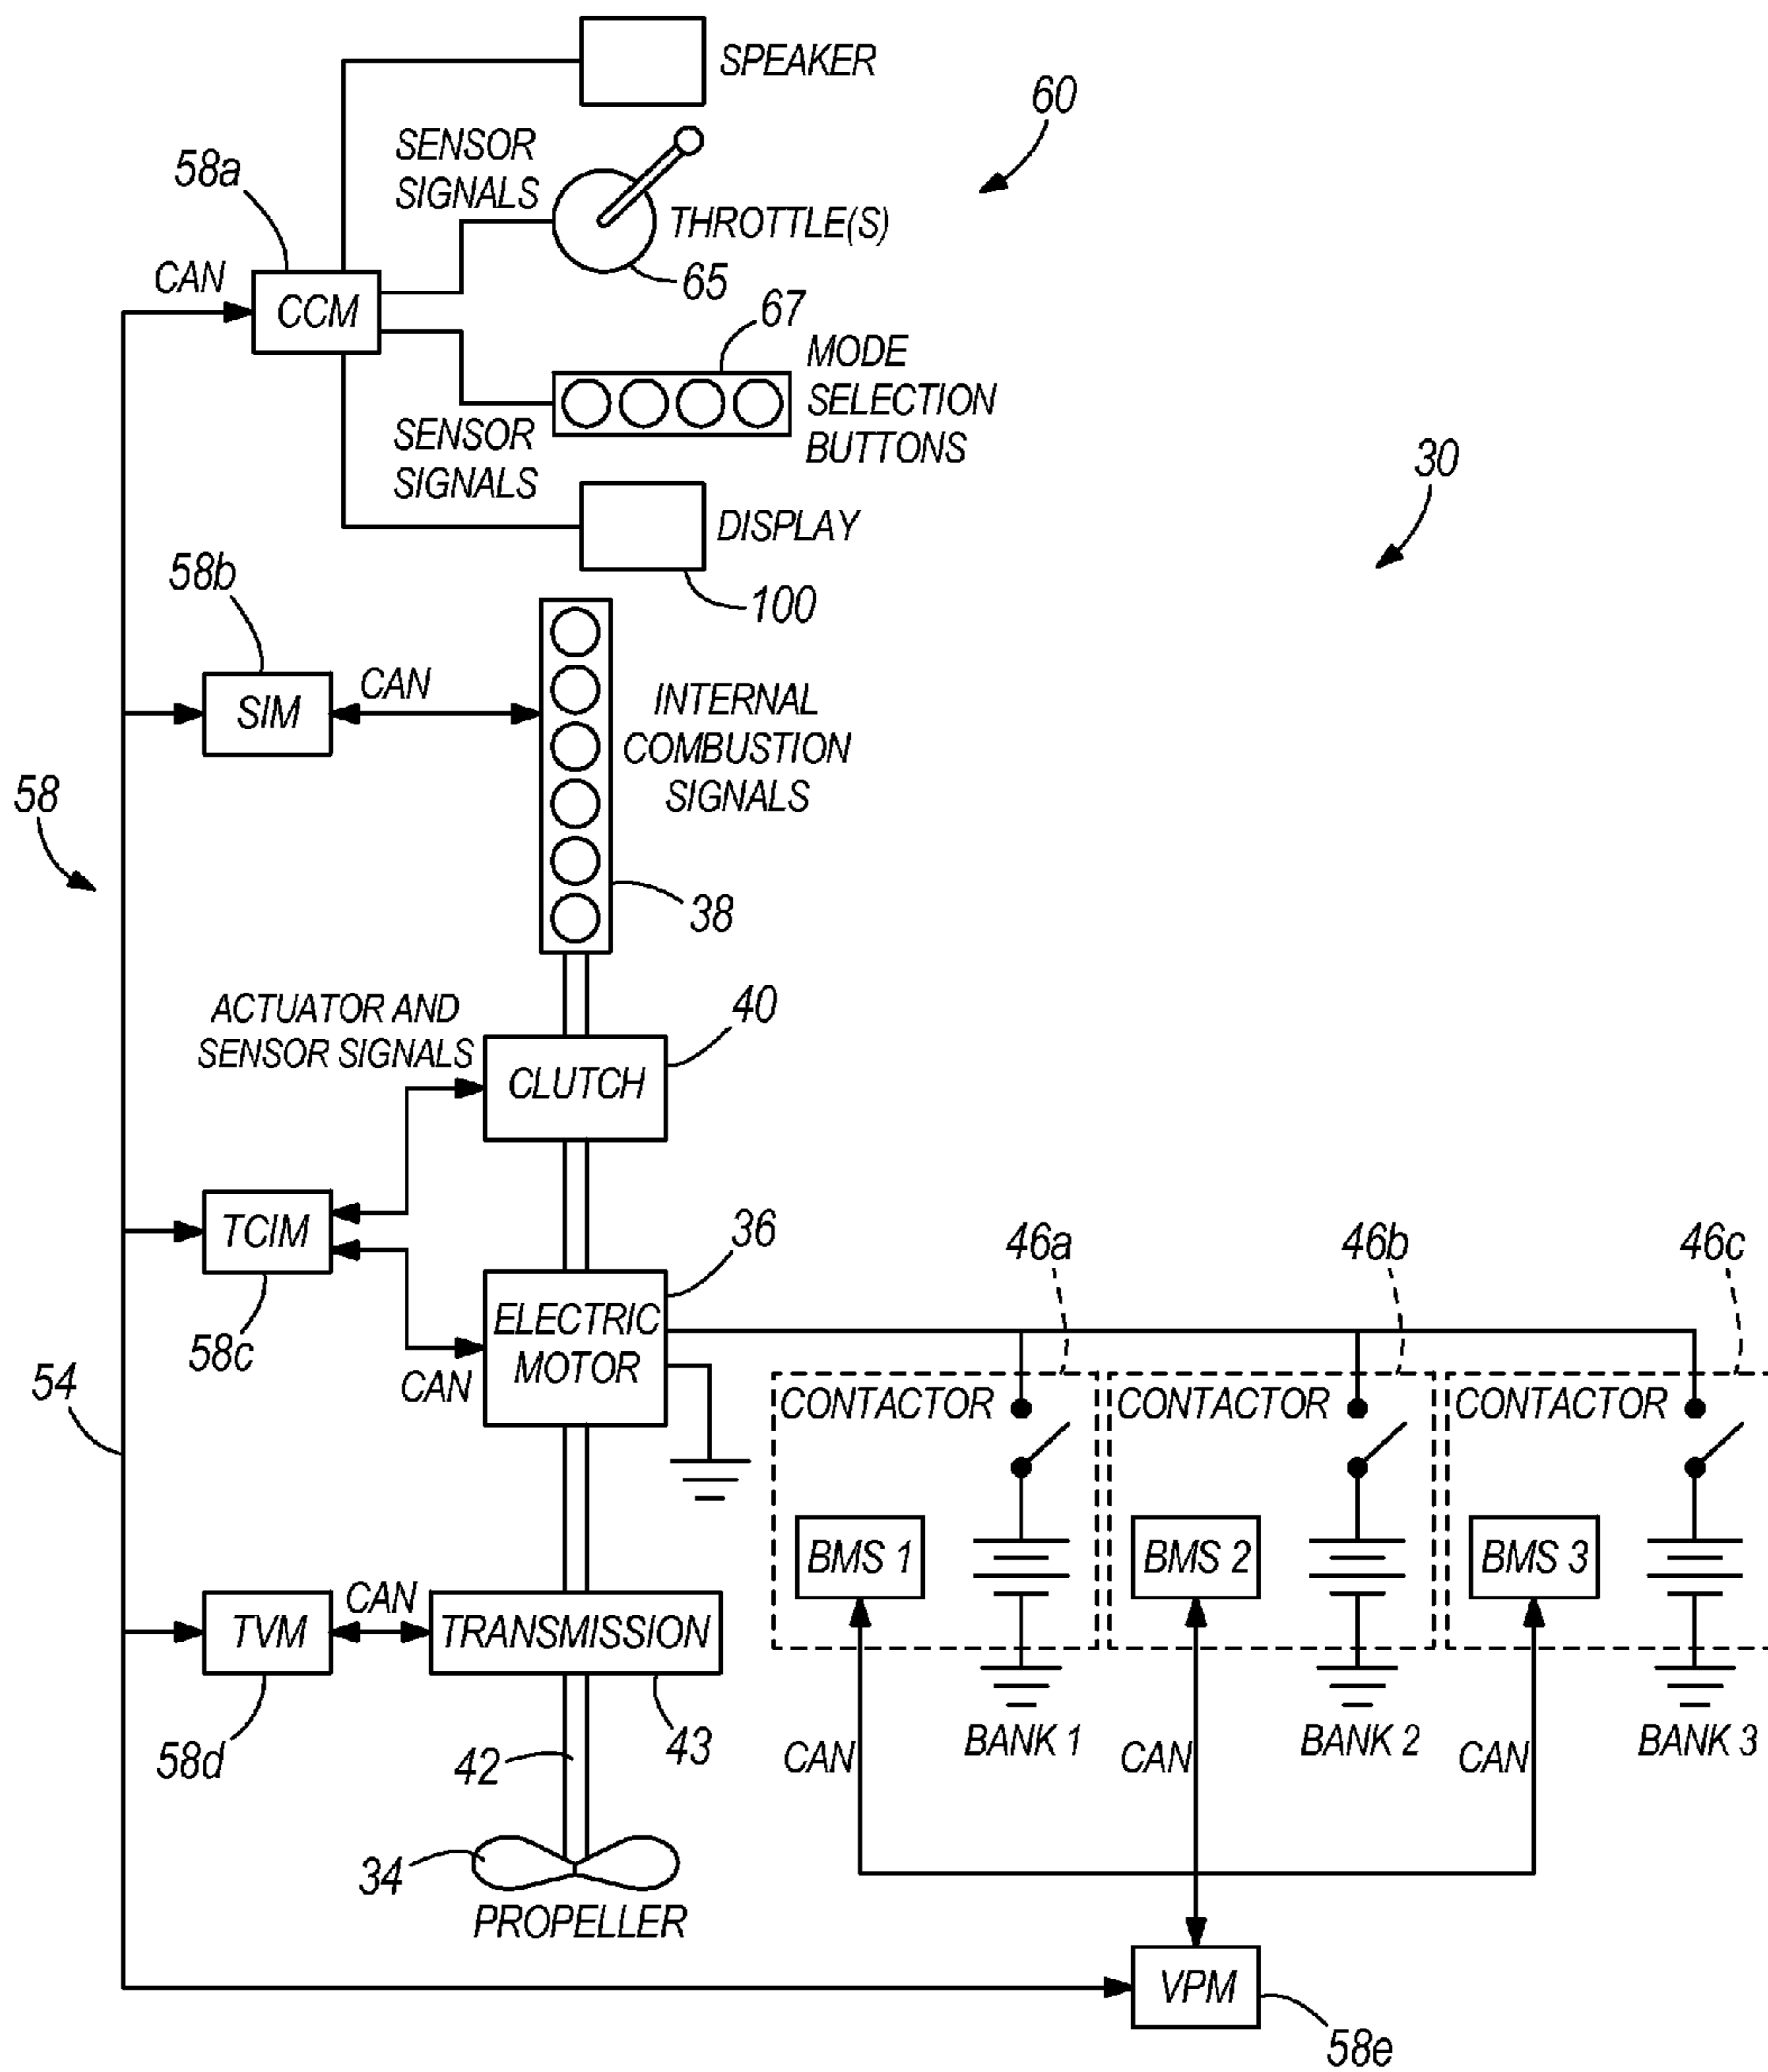 SPEAKER
60
SENSOR
SIGNALS
58a
THROTTLE(S)
CAN
65
CCM
67
MODE
SELECTION
BUTTONS
SENSOR
SIGNALS
30
DISPLAY
58b
100
CAN
SIM
INTERNAL
COMBUSTION
SIGNALS
58
38
ACTUATOR AND
SENSOR SIGNALS
40
CLUTCH
TCIM
36
46a
46b
46c
58c
ELECTRIC
MOTOR
54
CAN
CONTACTOR
CONTACTOR
CONTACTOR
BMS 1
BMS 2
BMS 3
CAN
TVM
TRANSMISSION
58d
42
43
CAN
BANK 1
CAN
BANK 2
CAN
BANK 3
34
PROPELLER
VPM
58e